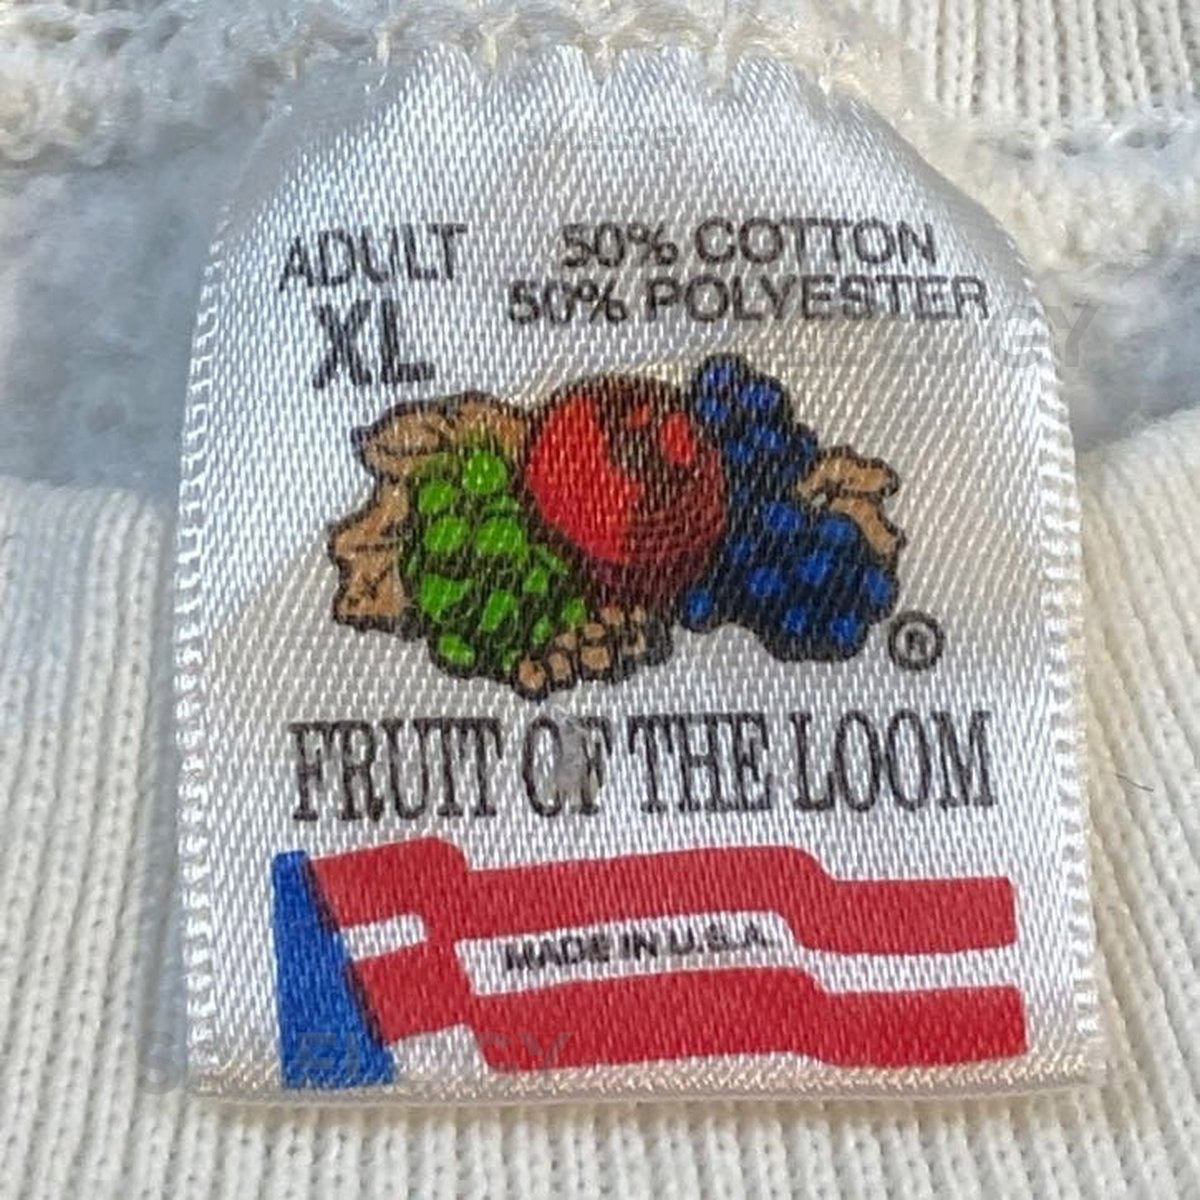 ADULT
XL
50% COTTON
50% POLYESTER
®
FRUIT OF THE LOOM
MADE IN U.S.A.